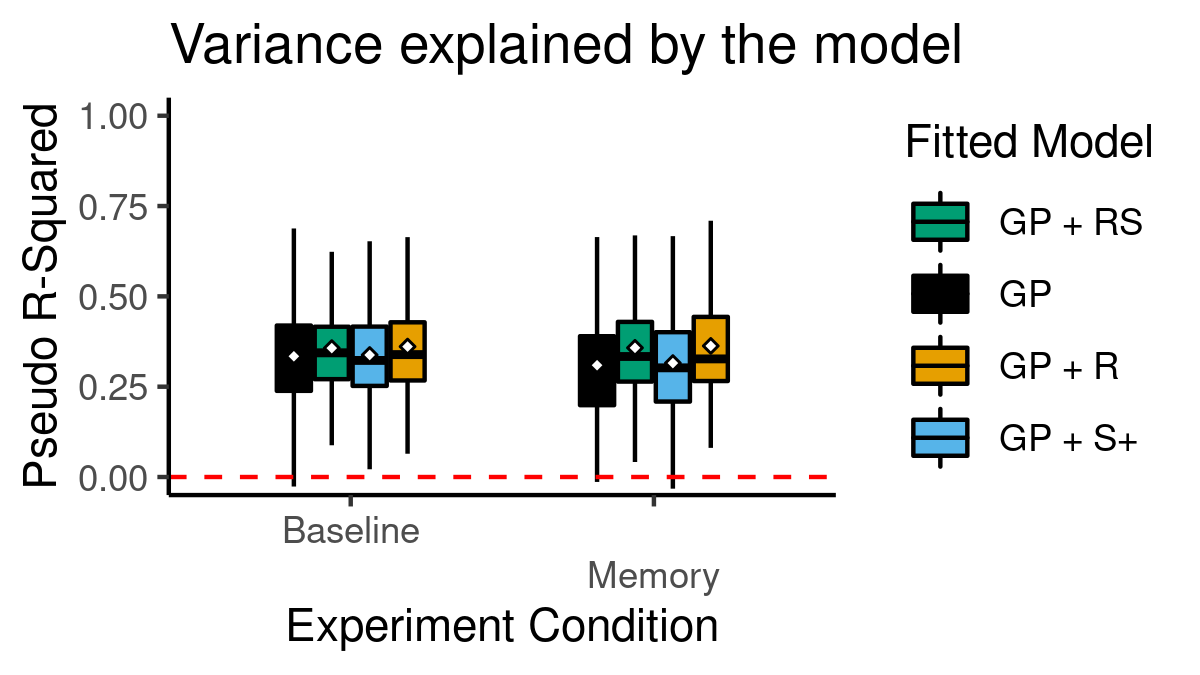 Variance explained by the model
Pseudo R-Squared
1.00
0.75
0.50
0.25
0.00
Baseline
Memory
Experiment Condition
Fitted Model
GP + RS
GP
GP + R
GP + S+